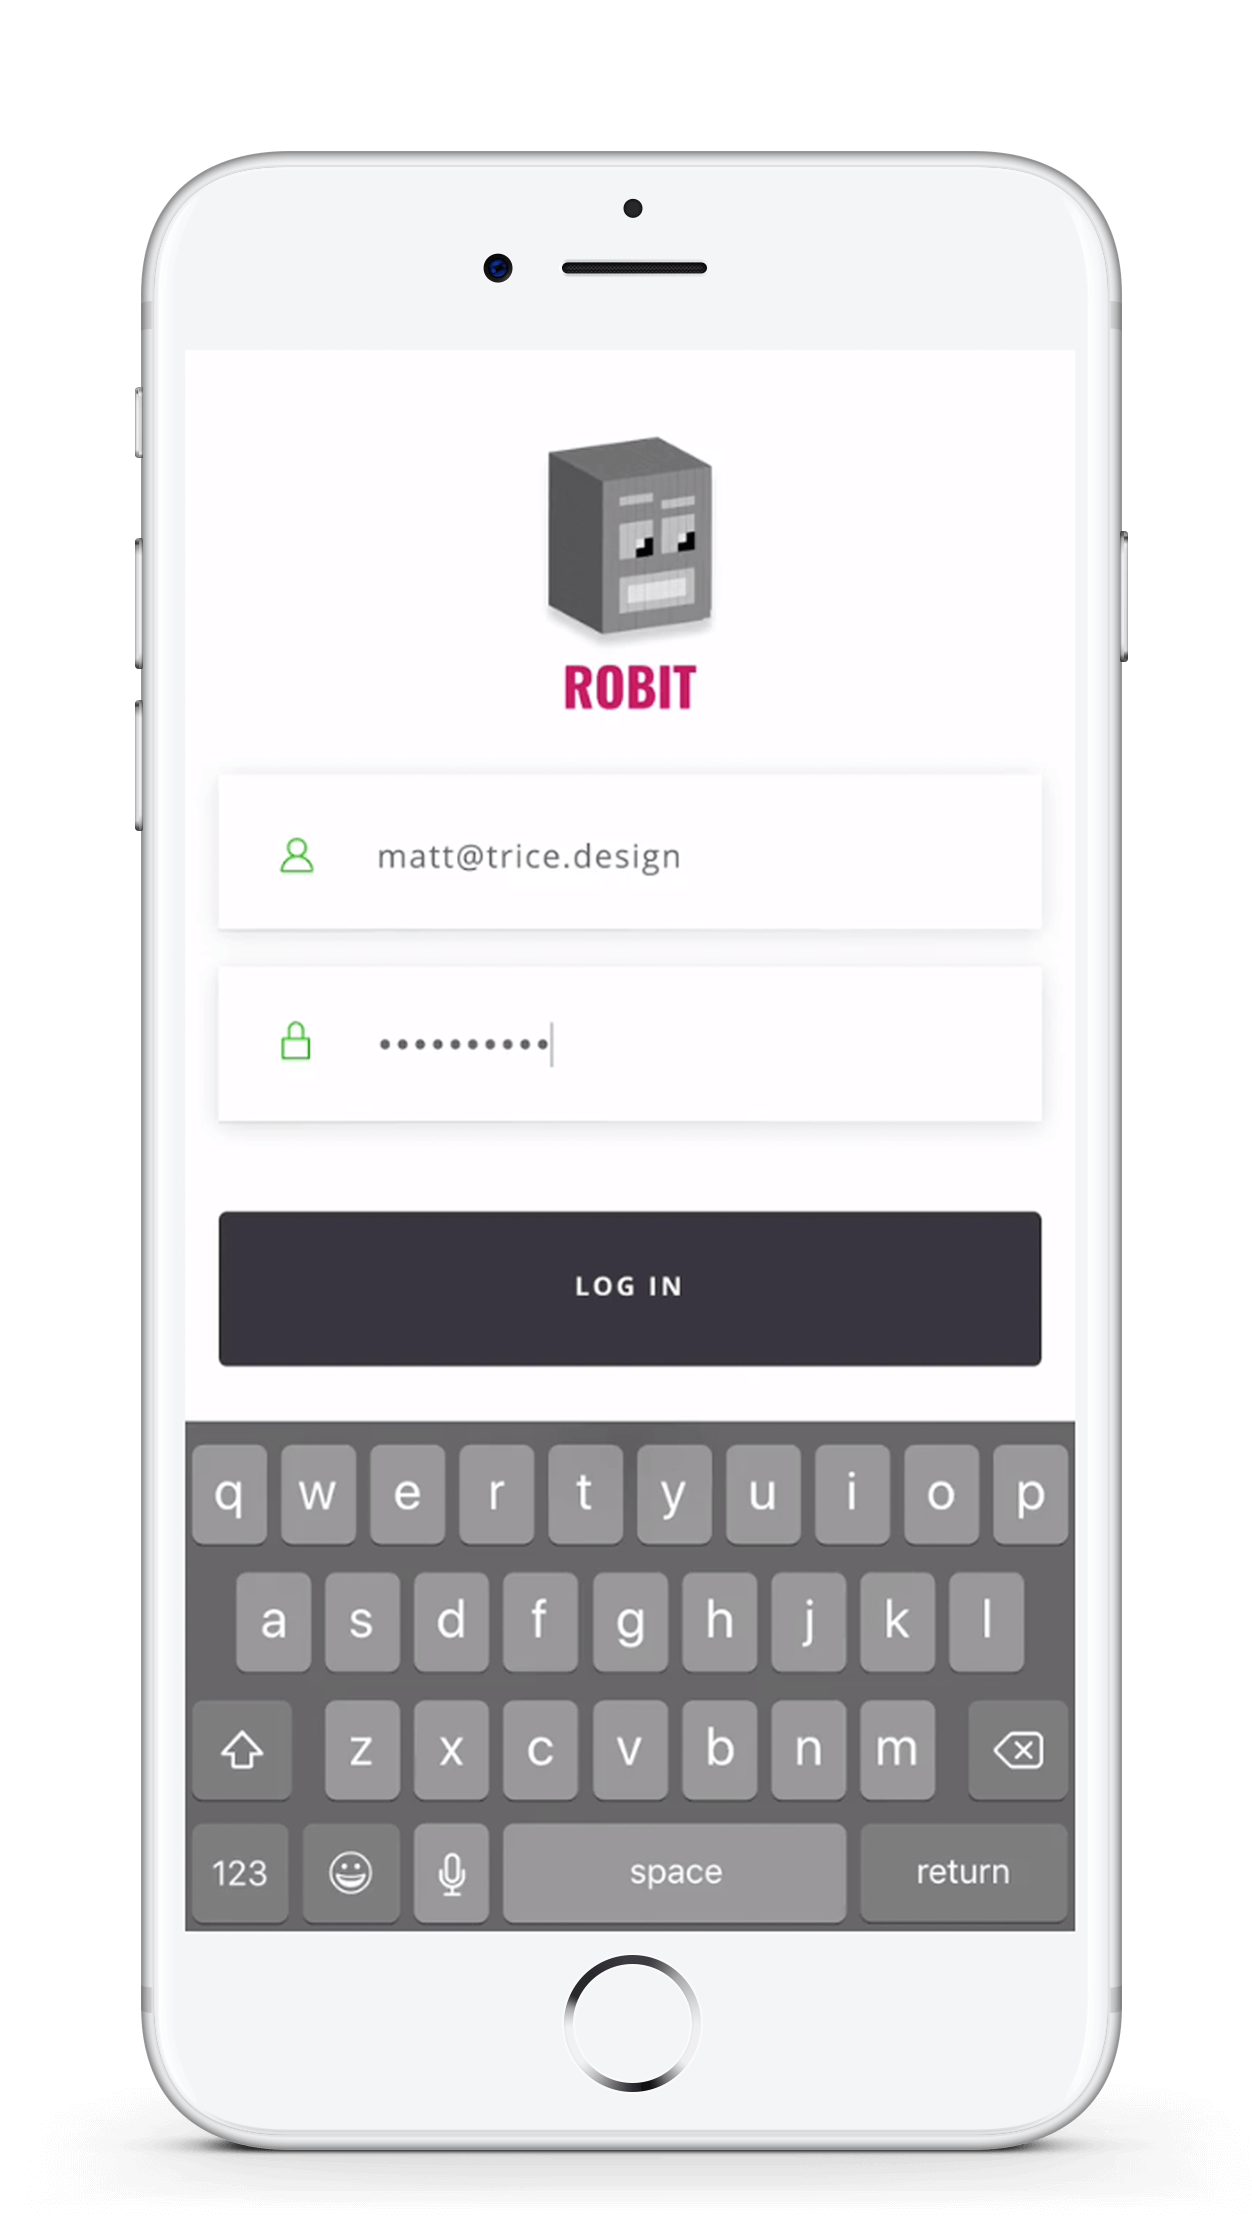 ROBIT
matt@trice.design
••••••••••
LOG IN
q w e r t y u i o p
a s d f g h j k l
z x c v b n m
123 space return